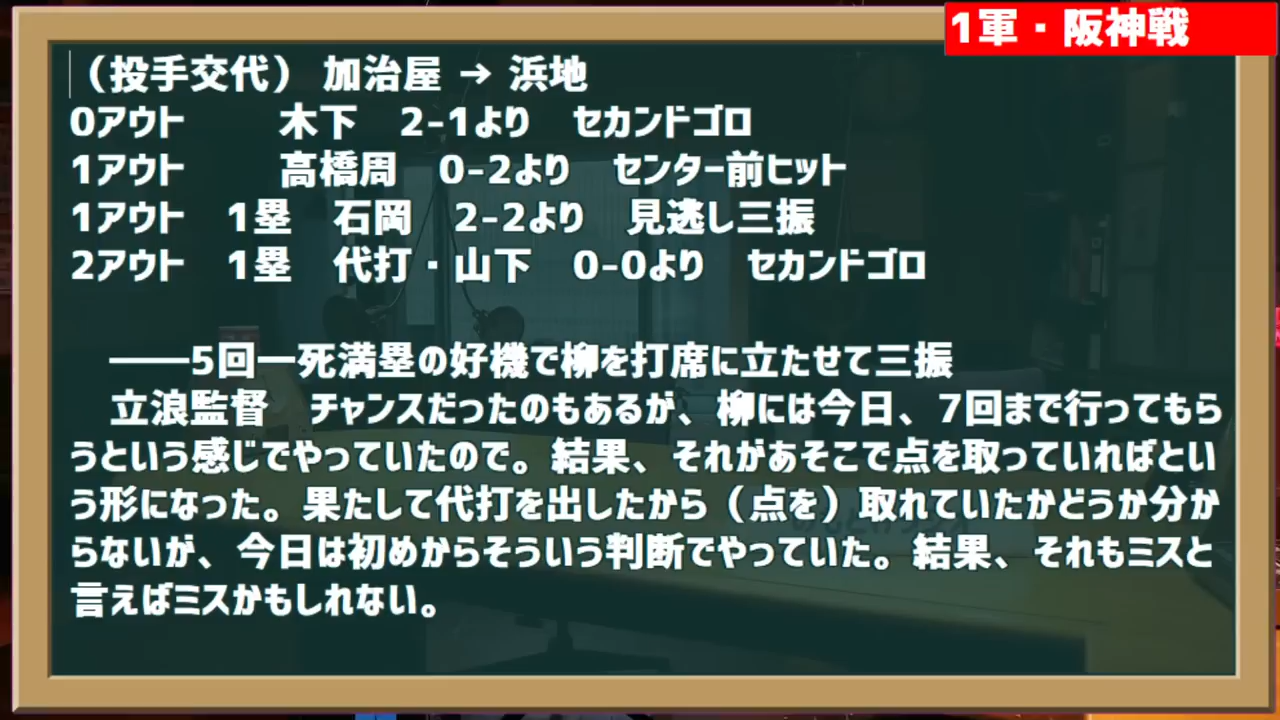 1軍・阪神戦
（投手交代） 加治屋 → 浜地
0アウト　　木下　2-1より　セカンドゴロ
1アウト　　高橋周　0-2より　センター前ヒット
1アウト　1塁　石岡　2-2より　見逃し三振
2アウト　1塁　代打・山下　0-0より　セカンドゴロ
――5回一死満塁の好機で柳を打席に立たせて三振
立浪監督　チャンスだったのもあるが、柳には今日、7回まで行ってもら
うという感じでやっていたので。結果、それがあそこで点を取っていればとい
う形になった。果たして代打を出したから（点を）取れていたかどうか分か
らないが、今日は初めからそういう判断でやっていた。結果、それもミスと
言えばミスかもしれない。